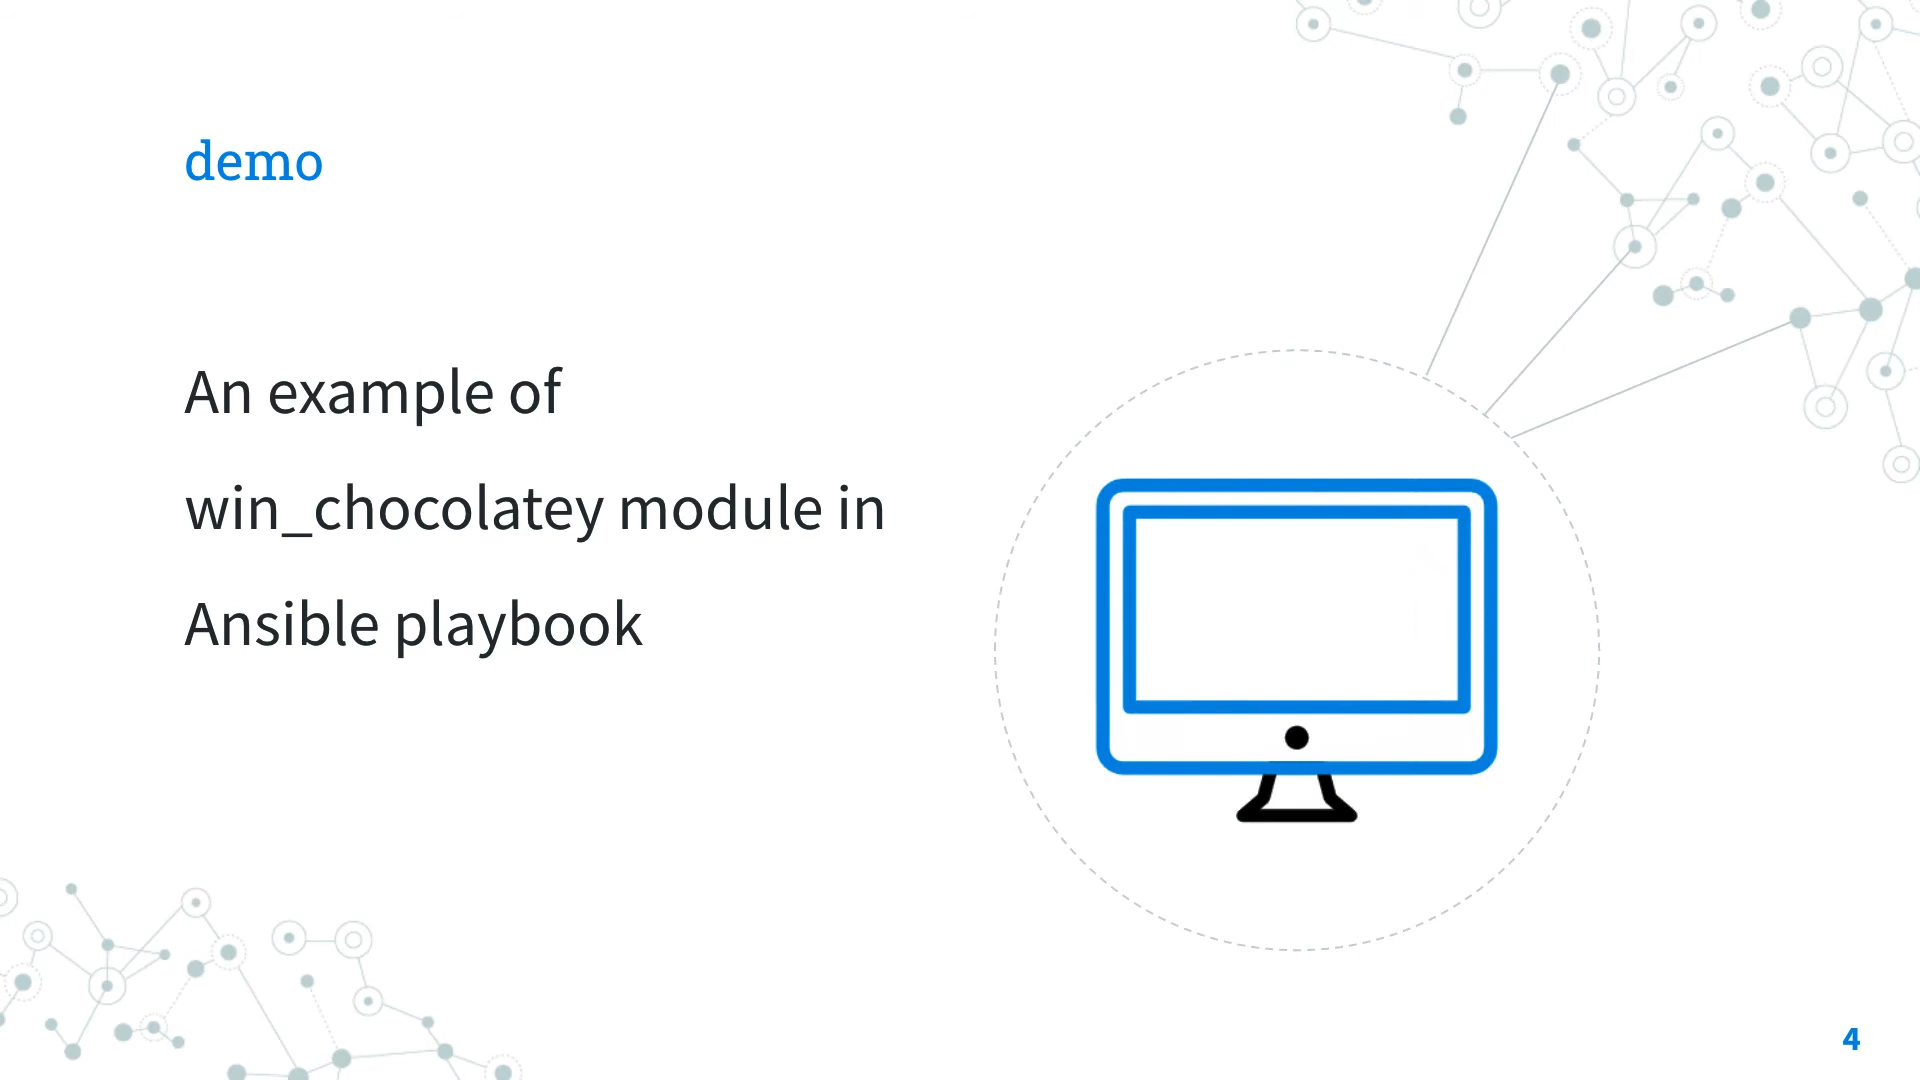 demo
An example of
win_chocolatey module in
Ansible playbook
4